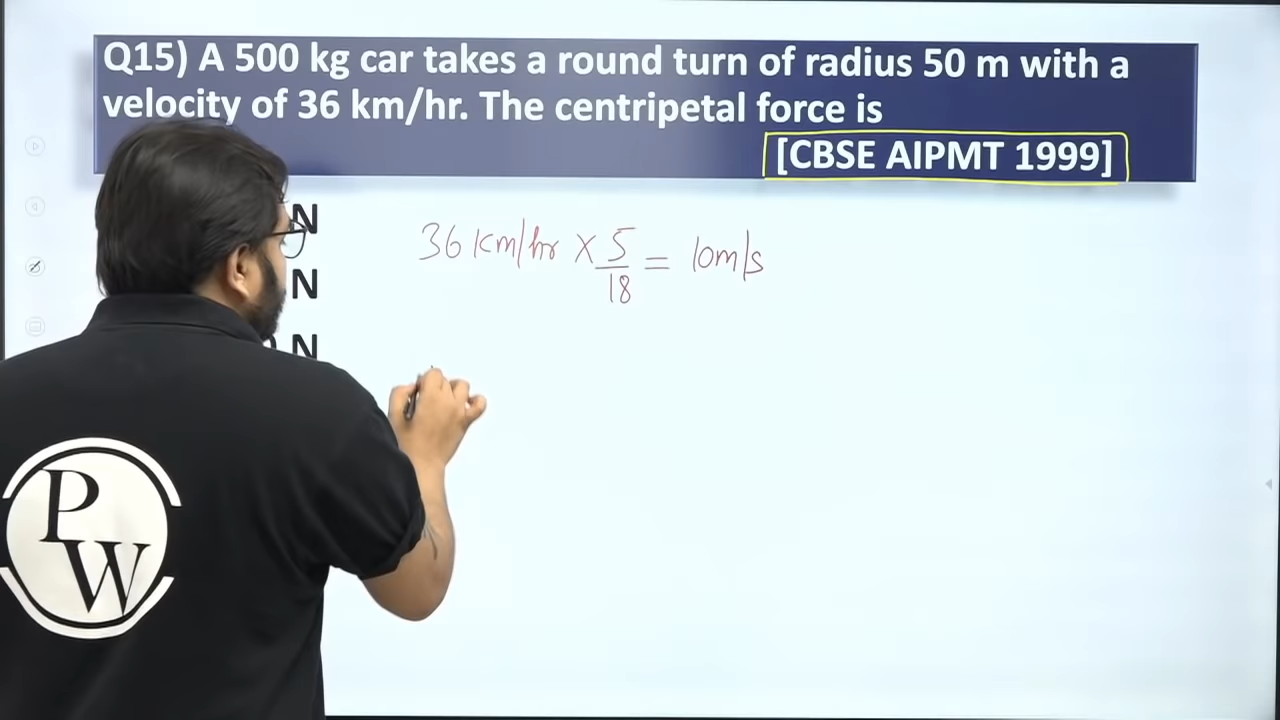 Q15) A 500 kg car takes a round turn of radius 50 m with a
velocity of 36 km/hr. The centripetal force is
[CBSE AIPMT 1999]
N
36 km/hr × 5/18 = 10m/s
N
N
PW